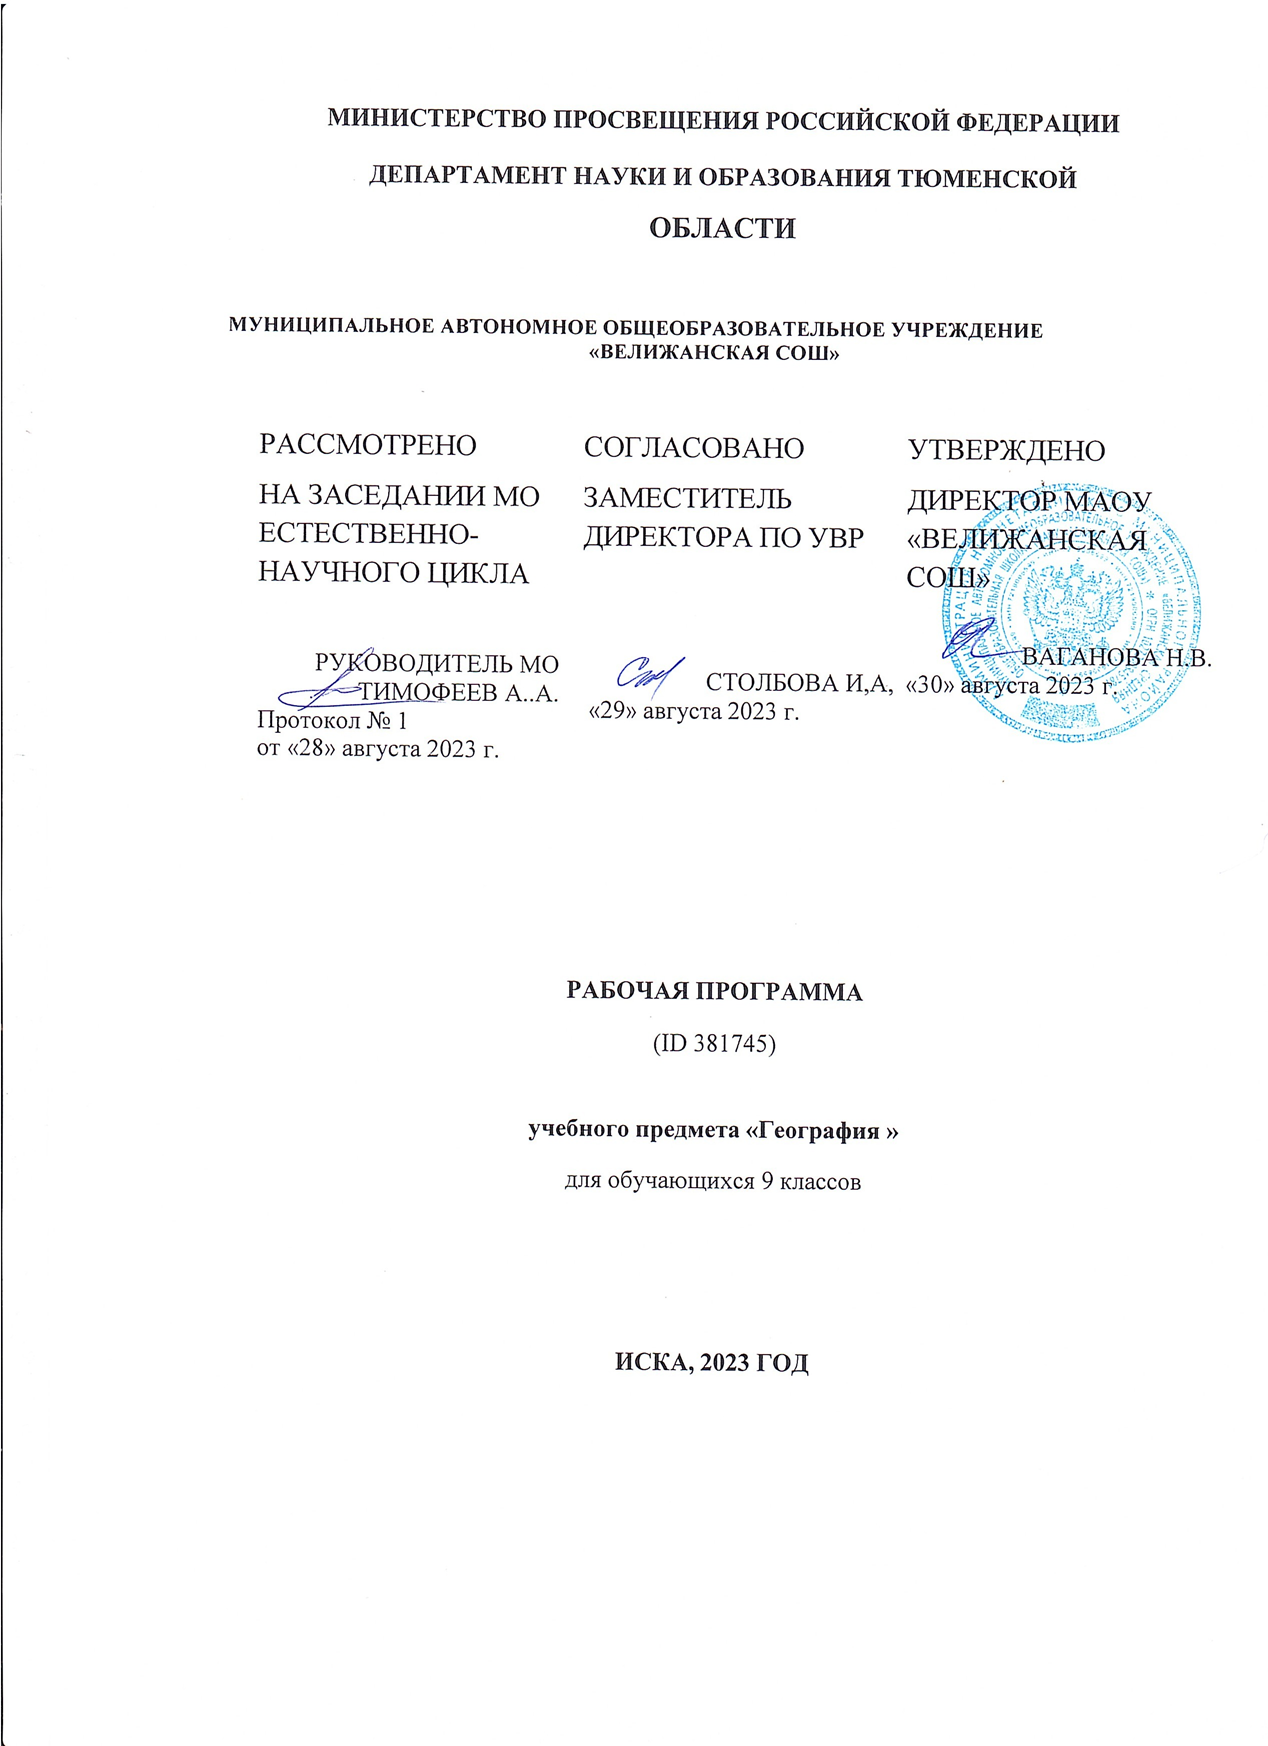 МИНИСТЕРСТВО ПРОСВЕЩЕНИЯ РОССИЙСКОЙ ФЕДЕРАЦИИ
ДЕПАРТАМЕНТ НАУКИ И ОБРАЗОВАНИЯ ТЮМЕНСКОЙ
ОБЛАСТИ
МУНИЦИПАЛЬНОЕ АВТОНОМНОЕ ОБЩЕОБРАЗОВАТЕЛЬНОЕ УЧРЕЖДЕНИЕ
«ВЕЛИЖАНСКАЯ СОШ»
РАССМОТРЕНО
НА ЗАСЕДАНИИ МО
ЕСТЕСТВЕННО-
НАУЧНОГО ЦИКЛА
РУКОВОДИТЕЛЬ МО
ТИМОФЕЕВ А..А.
Протокол № 1
от «28» августа 2023 г.
СОГЛАСОВАНО
ЗАМЕСТИТЕЛЬ
ДИРЕКТОРА ПО УВР
СТОЛБОВА И,А,
«29» августа 2023 г.
УТВЕРЖДЕНО
ДИРЕКТОР МАОУ
«ВЕЛИЖАНСКАЯ
СОШ»
ВАГАНОВА Н.В.
«30» августа 2023 г.
РАБОЧАЯ ПРОГРАММА
(ID 381745)
учебного предмета «География »
для обучающихся 9 классов
ИСКА, 2023 ГОД